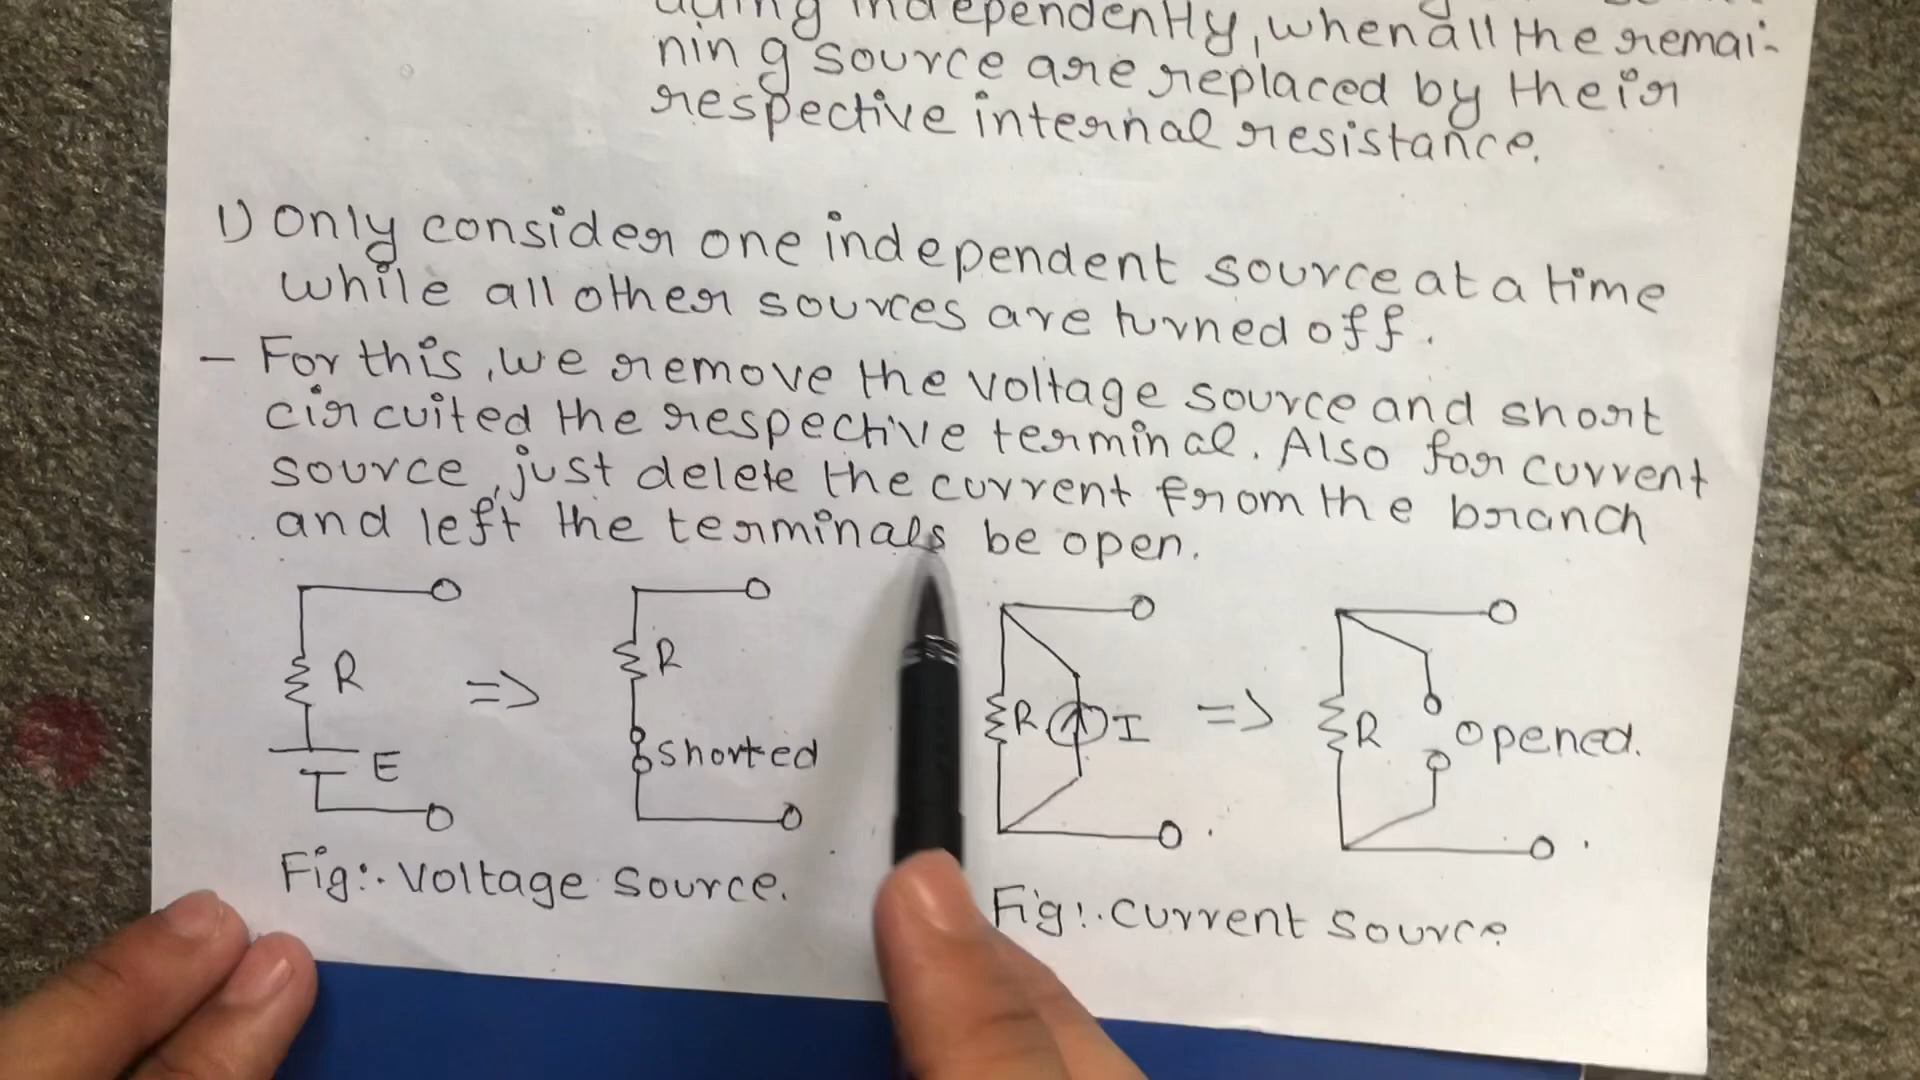 independently, when all the remai-
ning source are replaced by their
respective internal resistance.
1) Only consider one independent source at a time
while all other sources are turned off.
- For this, we remove the voltage source and short
circuited the respective terminal. Also for current
source, just delete the current from the branch
and left the terminals be open.
R
E
=>
R
shorted
R
I
=>
R
opened.
Fig:. Voltage source.
Fig:. Current source